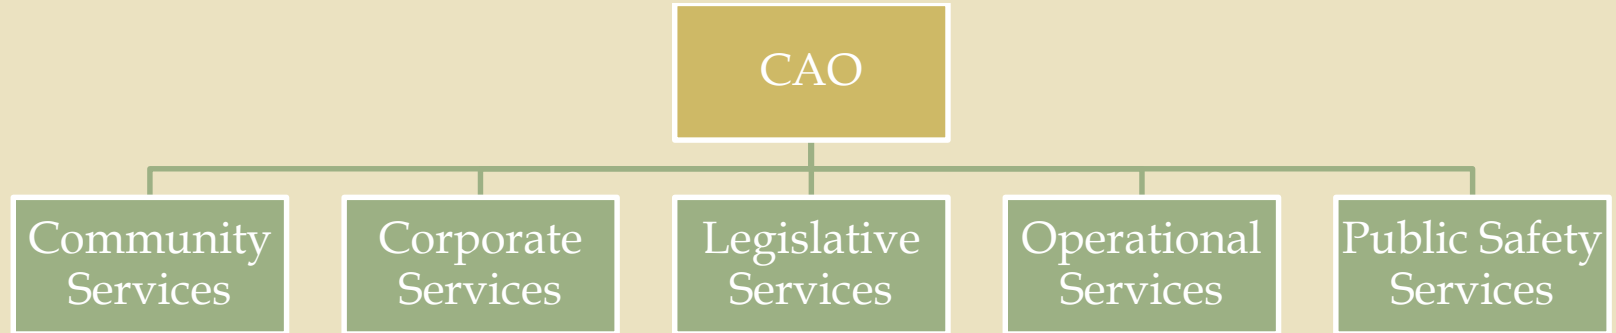 CAO
Community
Services
Corporate
Services
Legislative
Services
Operational
Services
Public Safety
Services